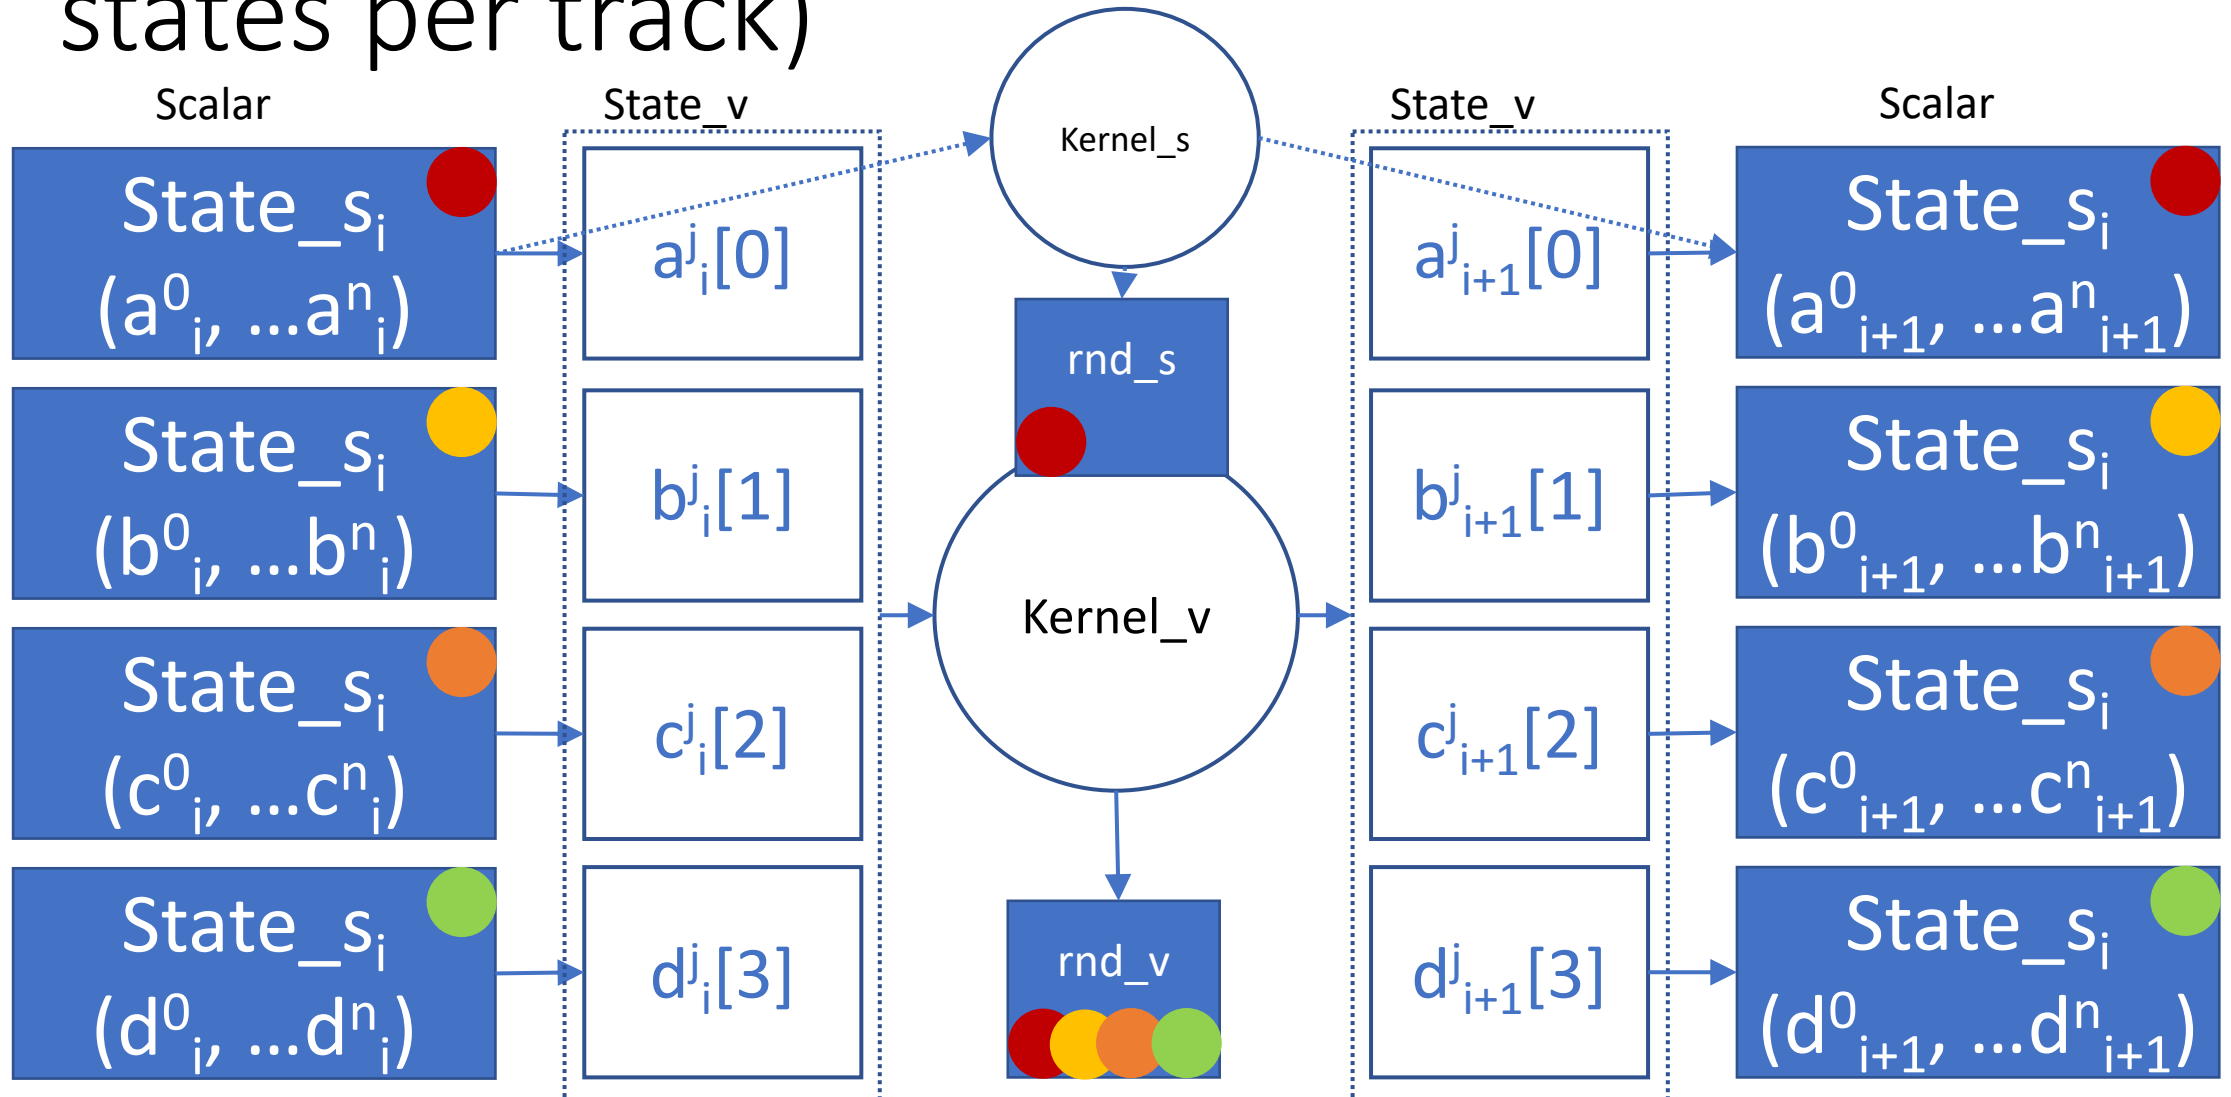 states per track)
Scalar
State_v
State_v
Scalar
Kernel_s
State_sᵢ
(a⁰ᵢ, …aⁿᵢ)
aʲᵢ[0]
rnd_s
aʲᵢ₊₁[0]
State_sᵢ
(a⁰ᵢ₊₁, …aⁿᵢ₊₁)
State_sᵢ
(b⁰ᵢ, …bⁿᵢ)
bʲᵢ[1]
bʲᵢ₊₁[1]
State_sᵢ
(b⁰ᵢ₊₁, …bⁿᵢ₊₁)
Kernel_v
State_sᵢ
(c⁰ᵢ, …cⁿᵢ)
cʲᵢ[2]
cʲᵢ₊₁[2]
State_sᵢ
(c⁰ᵢ₊₁, …cⁿᵢ₊₁)
State_sᵢ
(d⁰ᵢ, …dⁿᵢ)
dʲᵢ[3]
rnd_v
dʲᵢ₊₁[3]
State_sᵢ
(d⁰ᵢ₊₁, …dⁿᵢ₊₁)